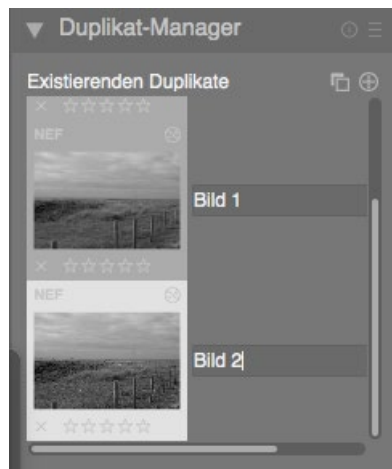 Duplikat-Manager
Existierenden Duplikate
NEF
Bild 1
NEF
Bild 2